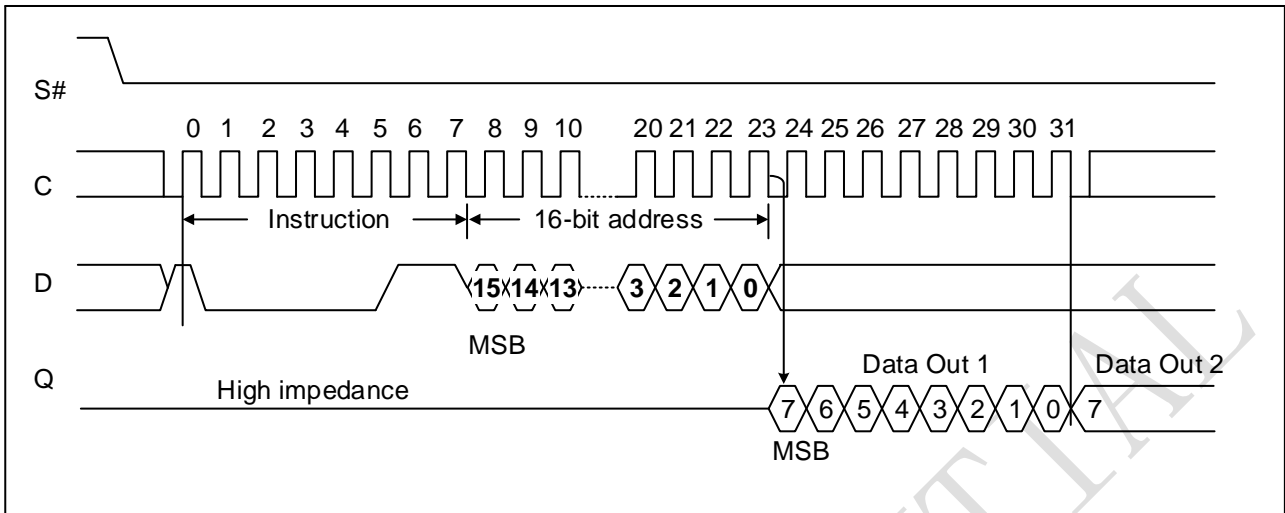 S#
0 1 2 3 4 5 6 7 8 9 10 20 21 22 23 24 25 26 27 28 29 30 31
C
Instruction 16-bit address
D
15 14 13 3 2 1 0
MSB
Data Out 1 Data Out 2
Q
High impedance
7 6 5 4 3 2 1 0 7
MSB